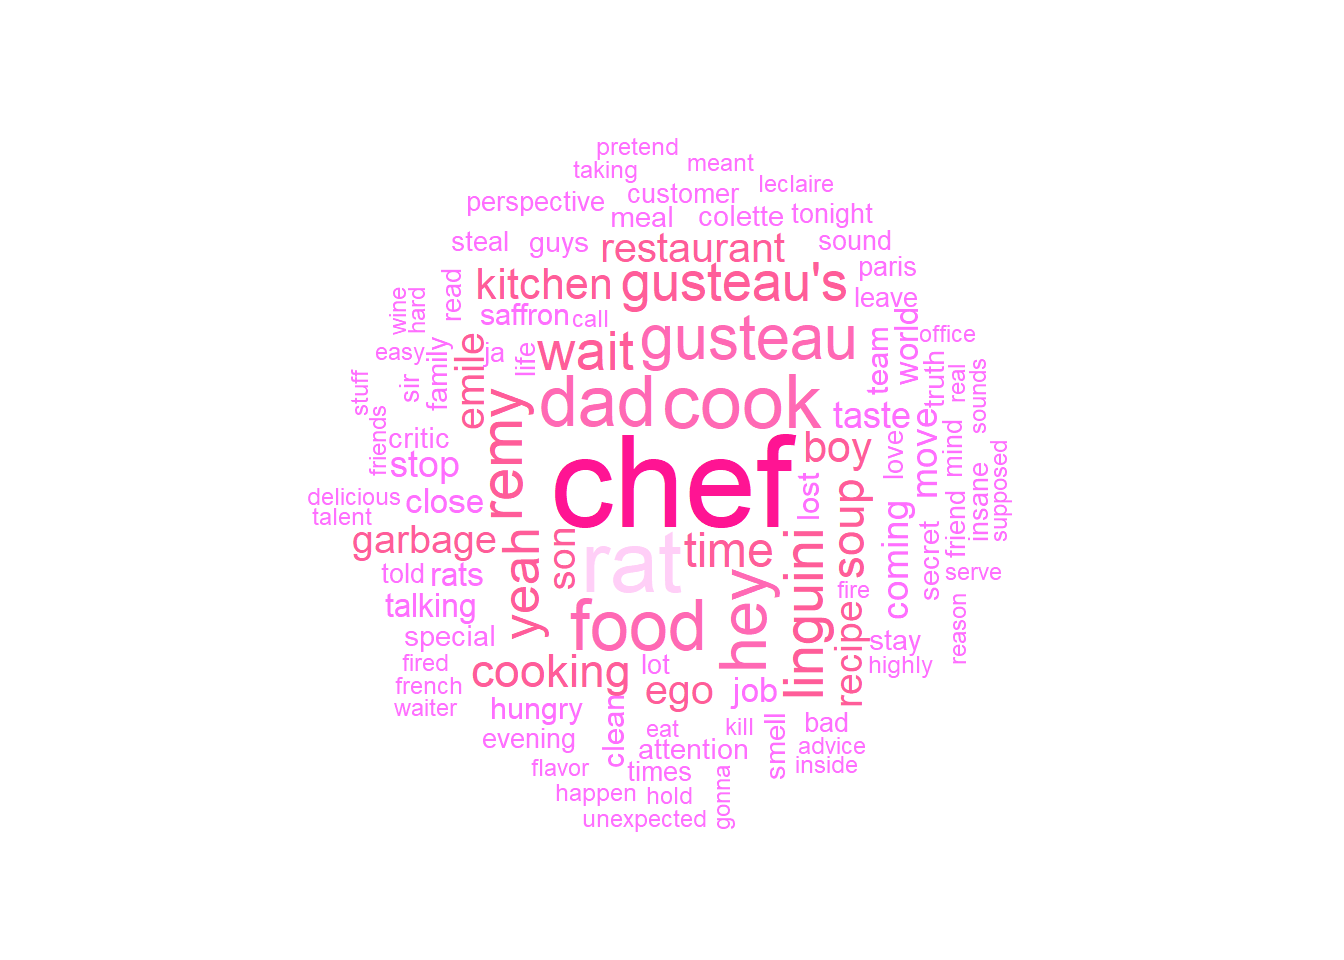 pretend
taking
meant
leclaire
perspective
customer
meal
colette
tonight
steal
guys
restaurant
sound
kitchen
gusteau's
paris
wine
hard
read
saffron
call
leave
easy
ja
life
wait
gusteau
team
world
office
emile
family
sir
stuff
truth
real
sounds
dad
cook
taste
friends
critic
stop
remy
boy
love
move
mind
chef
delicious
talent
close
lost
soup
coming
friend
insane
supposed
garbage
yeah
son
rat
time
linguini
secret
told
rats
hey
fire
serve
talking
food
recipe
stay
reason
special
fired
cooking
lot
highly
french
ego
job
waiter
hungry
clean
eat
kill
smell
bad
evening
attention
advice
flavor
times
inside
happen
hold
gonna
unexpected